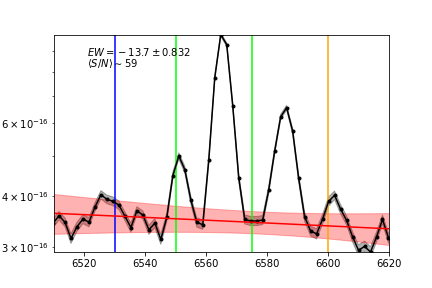 EW = −13.7 ± 0.832
⟨S/N⟩ ~ 59
6 × 10⁻¹⁶
4 × 10⁻¹⁶
3 × 10⁻¹⁶
6520 6540 6560 6580 6600 6620